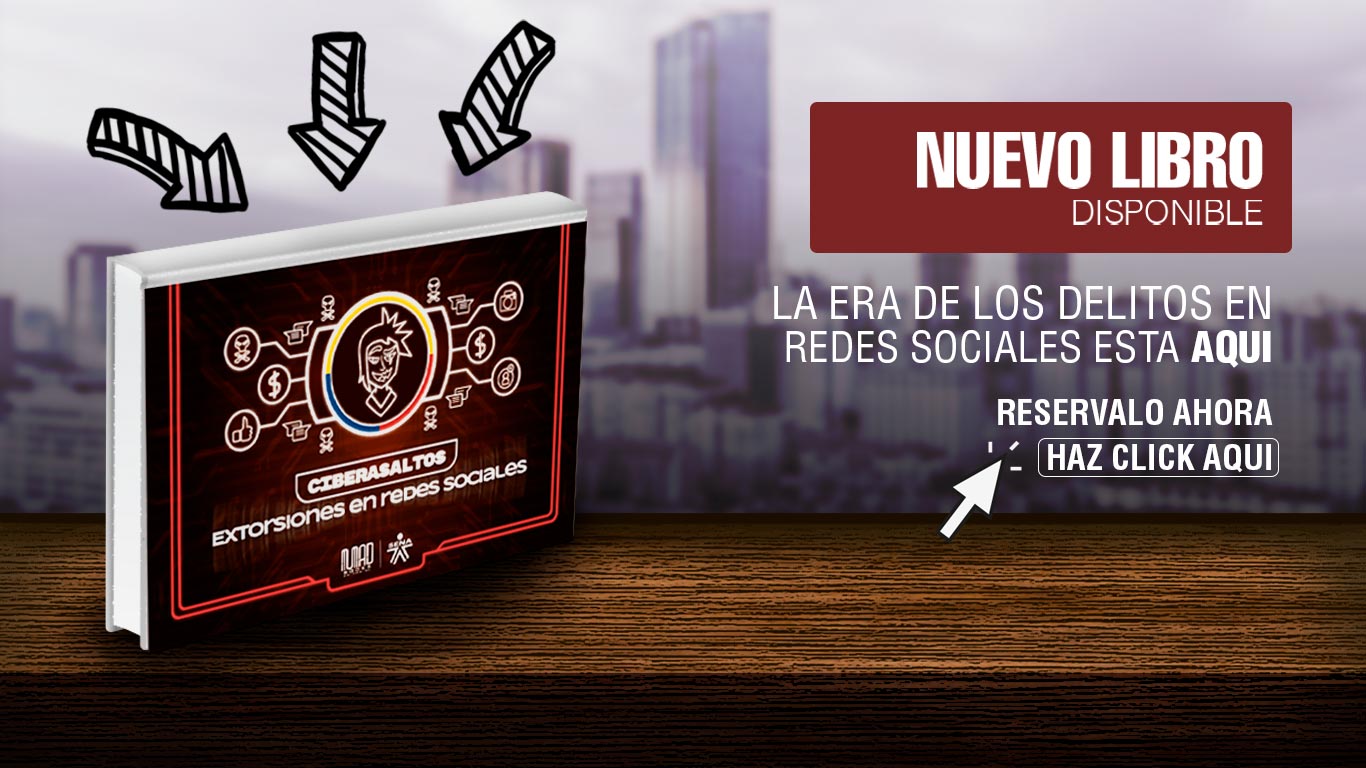 NUEVO LIBRO
DISPONIBLE
LA ERA DE LOS DELITOS EN
REDES SOCIALES ESTA AQUI
RESERVALO AHORA
HAZ CLICK AQUI
CIBERASALTOS
EXTORSIONES EN REDES SOCIALES
SENA